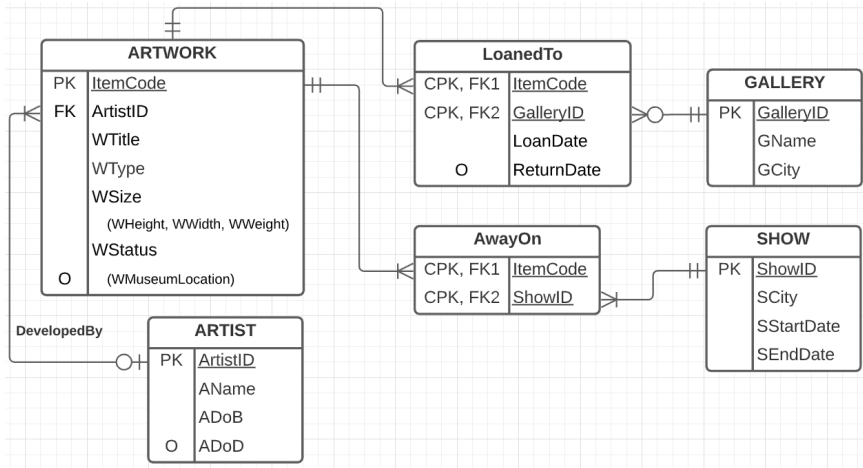 ARTWORK
PK ItemCode
FK ArtistID
WTitle
WType
WSize
(WHeight, WWidth, WWeight)
WStatus
O (WMuseumLocation)
LoanedTo
CPK, FK1 ItemCode
CPK, FK2 GalleryID
LoanDate
O ReturnDate
GALLERY
PK GalleryID
GName
GCity
AwayOn
CPK, FK1 ItemCode
CPK, FK2 ShowID
SHOW
PK ShowID
SCity
SStartDate
SEndDate
DevelopedBy
ARTIST
PK ArtistID
AName
ADoB
O ADoD